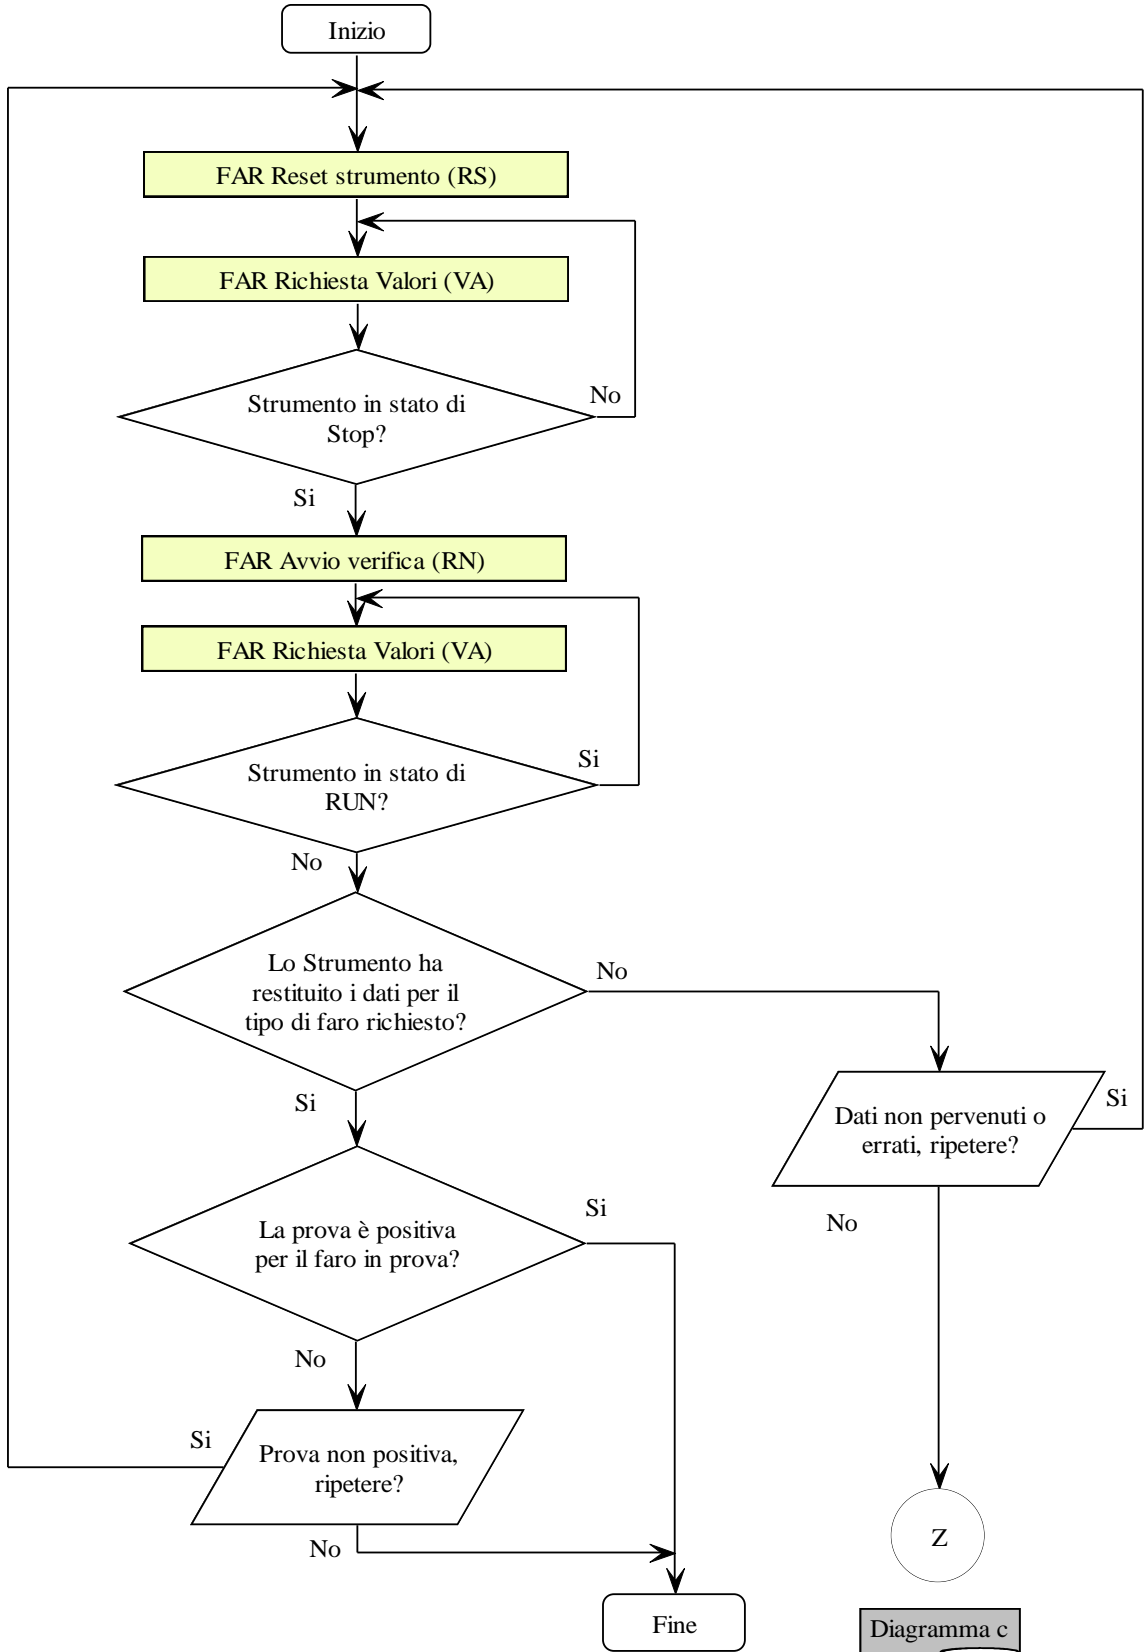 Inizio
FAR Reset strumento (RS)
FAR Richiesta Valori (VA)
Strumento in stato di
Stop?
No
Si
FAR Avvio verifica (RN)
FAR Richiesta Valori (VA)
Strumento in stato di
RUN?
Si
No
Lo Strumento ha
restituito i dati per il
tipo di faro richiesto?
No
Si
Dati non pervenuti o
errati, ripetere?
Si
No
La prova è positiva
per il faro in prova?
Si
No
Prova non positiva,
ripetere?
Si
No
Z
Fine
Diagramma c